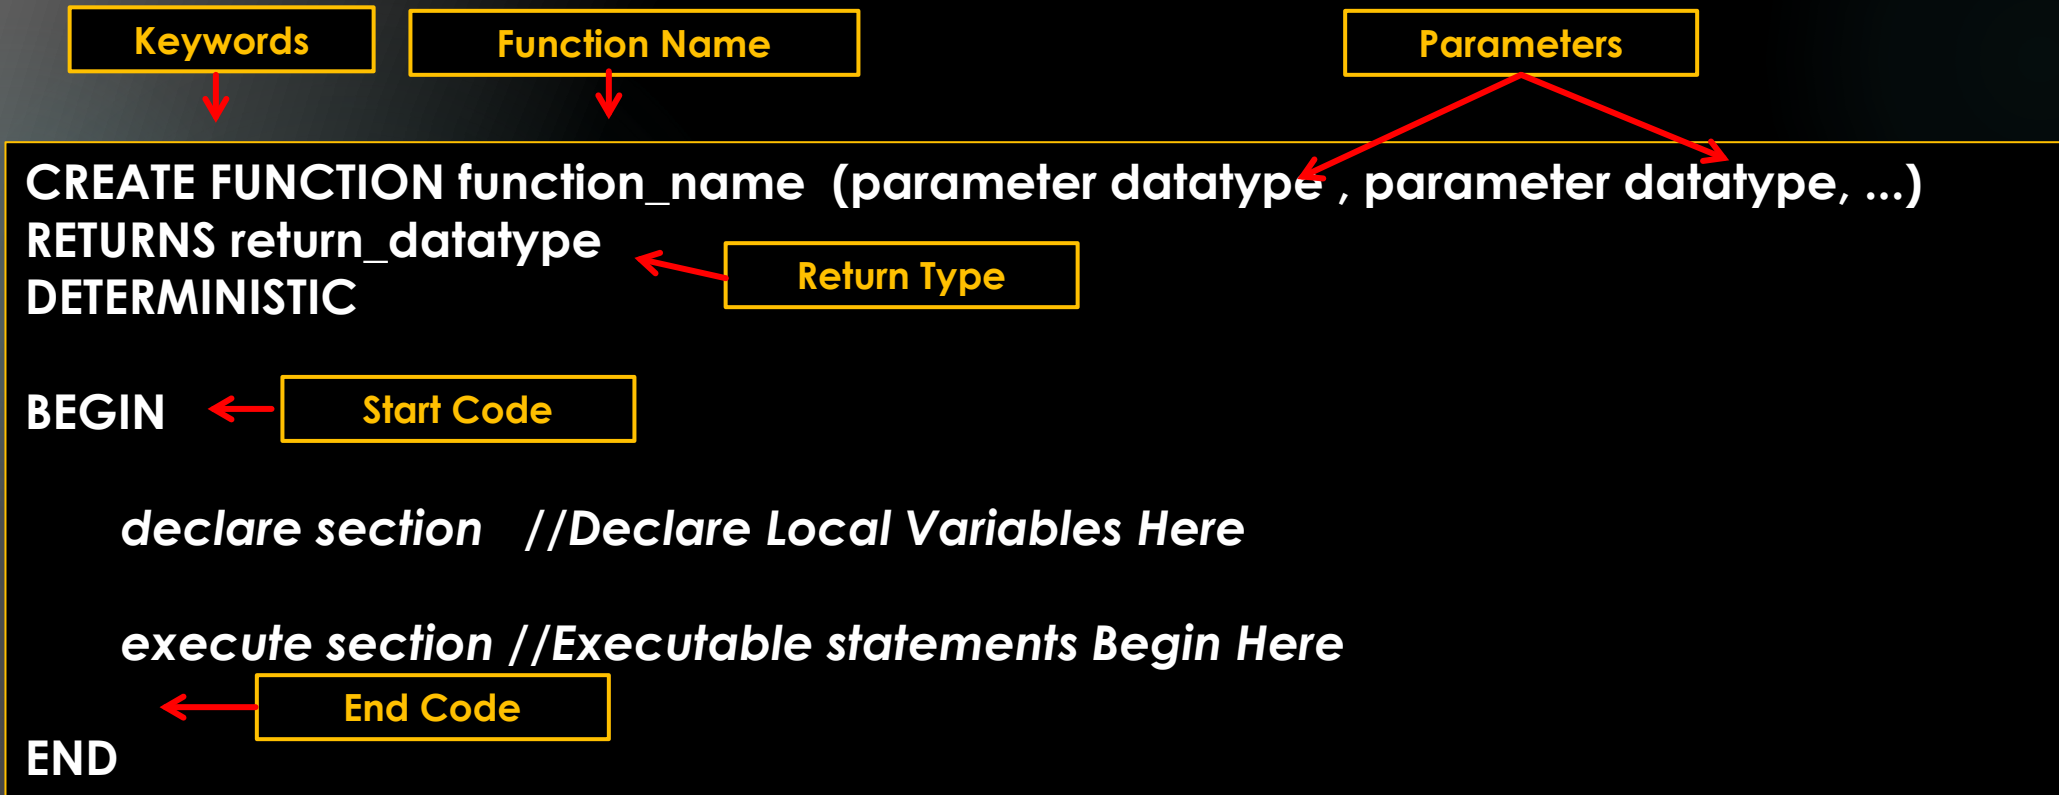 Keywords
Function Name
Parameters
CREATE FUNCTION function_name (parameter datatype , parameter datatype, ...)
RETURNS return_datatype
Return Type
DETERMINISTIC
BEGIN
Start Code
declare section //Declare Local Variables Here
execute section //Executable statements Begin Here
End Code
END